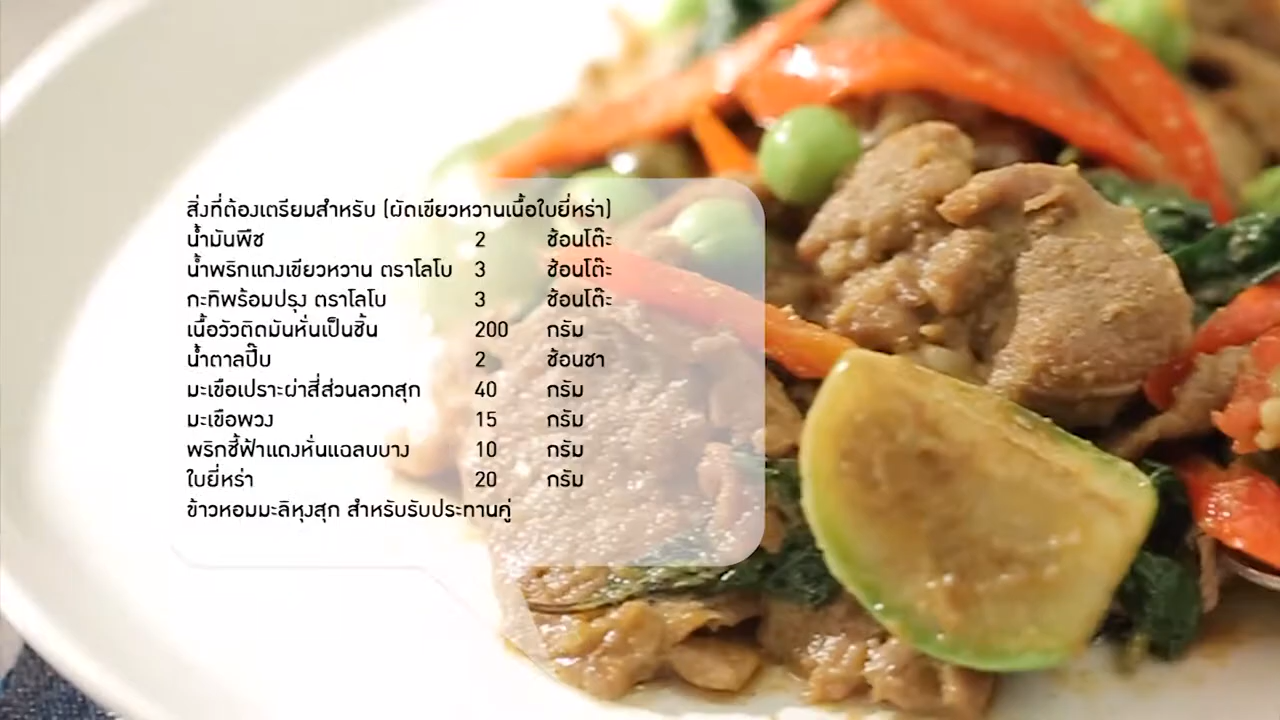 สิ่งที่ต้องเตรียมสำหรับ (ผัดเขียวหวานเนื้อใบยี่หร่า)
น้ำมันพืช 2 ช้อนโต๊ะ
น้ำพริกแกงเขียวหวาน ตราโลโบ 3 ช้อนโต๊ะ
กะทิพร้อมปรุง ตราโลโบ 3 ช้อนโต๊ะ
เนื้อวัวติดมันหั่นเป็นชิ้น 200 กรัม
น้ำตาลปี๊บ 2 ช้อนชา
มะเขือเปราะผ่าสี่ส่วนลวกสุก 40 กรัม
มะเขือพวง 15 กรัม
พริกชี้ฟ้าแดงหั่นแฉลบบาง 10 กรัม
ใบยี่หร่า 20 กรัม
ข้าวหอมมะลิหุงสุก สำหรับรับประทานคู่